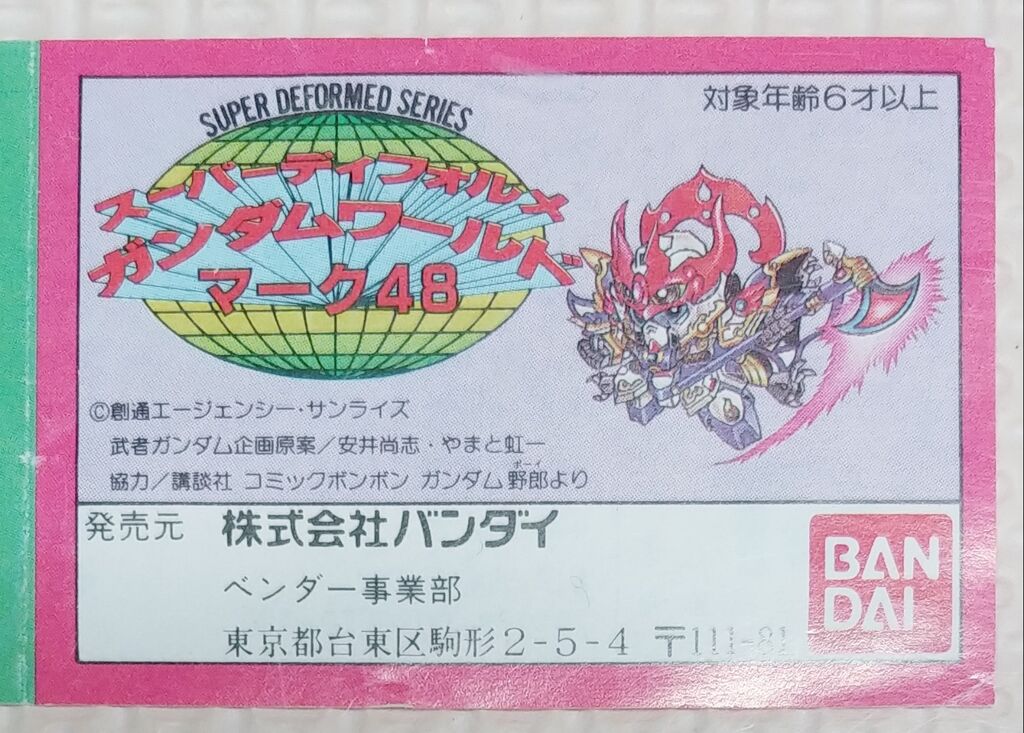 SUPER DEFORMED SERIES
スーパーディフォルメ
ガンダムワールド
マーク48
対象年齢6才以上
©創通エージェンシー・サンライズ
武者ガンダム企画原案／安井尚志・やまと虹一
協力／講談社 コミックボンボン ガンダム野郎より
ボーイ
発売元 株式会社バンダイ
ベンダー事業部
東京都台東区駒形2-5-4 〒111-81
BAN
DAI